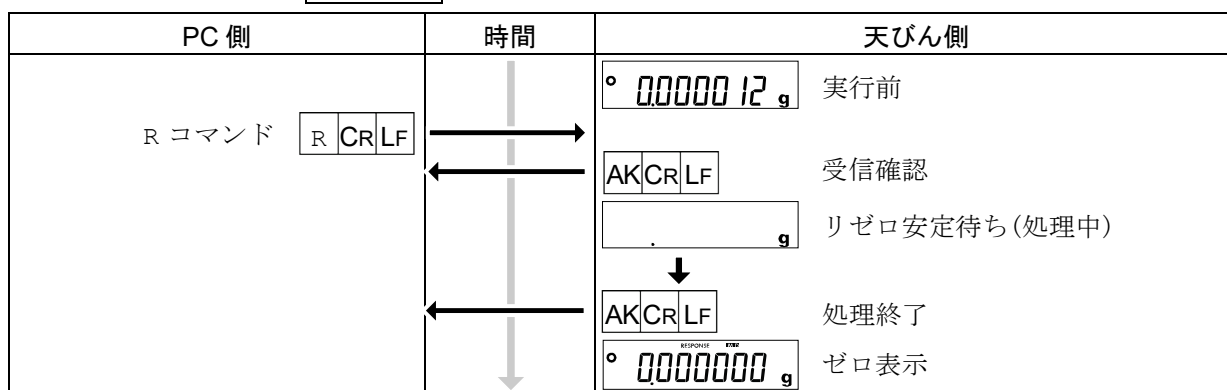 PC 側 時間 天びん側
0.000012 g 実行前
R コマンド R CR LF
AK CR LF 受信確認
. g リゼロ安定待ち(処理中)
AK CR LF 処理終了
RESPONSE
0.000000 g ゼロ表示